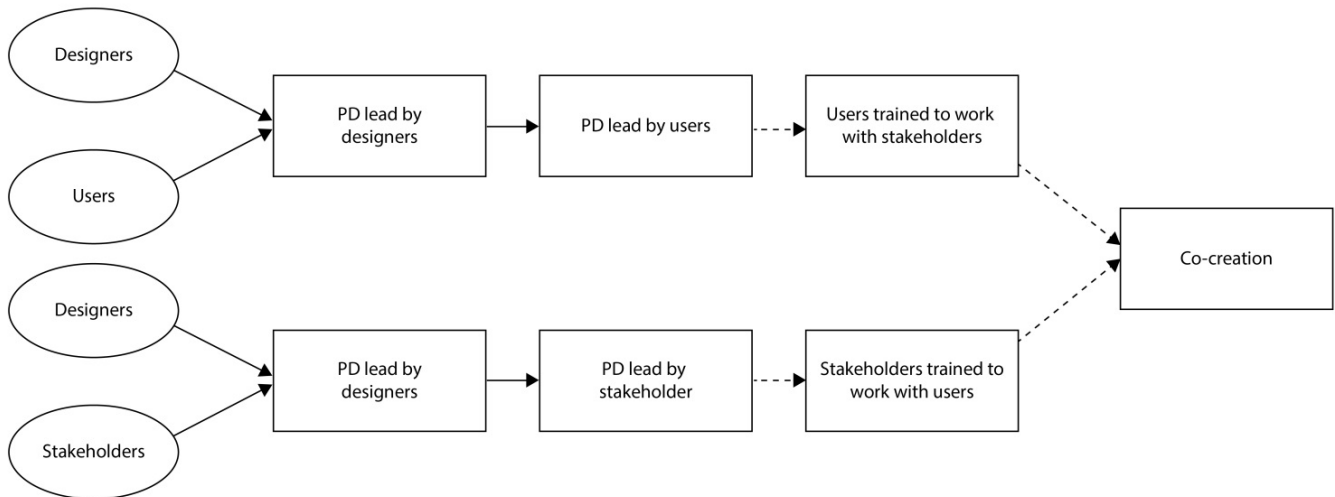 Designers
Users
PD lead by
designers
PD lead by users
Users trained to work
with stakeholders
Designers
Stakeholders
PD lead by
designers
PD lead by
stakeholder
Stakeholders trained to
work with users
Co-creation